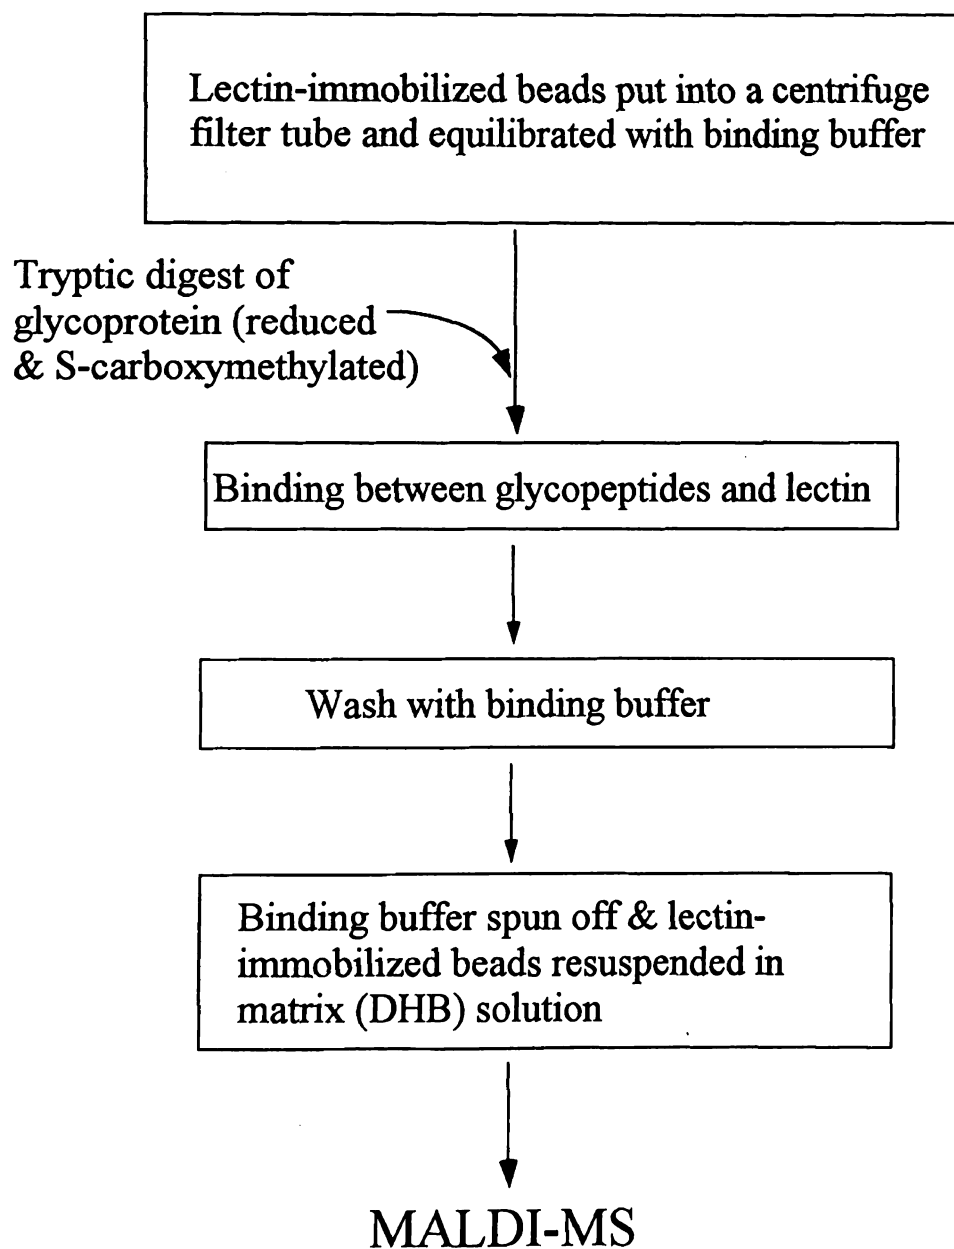 Lectin-immobilized beads put into a centrifuge
filter tube and equilibrated with binding buffer
Tryptic digest of
glycoprotein (reduced
& S-carboxymethylated)
Binding between glycopeptides and lectin
Wash with binding buffer
Binding buffer spun off & lectin-
immobilized beads resuspended in
matrix (DHB) solution
MALDI-MS